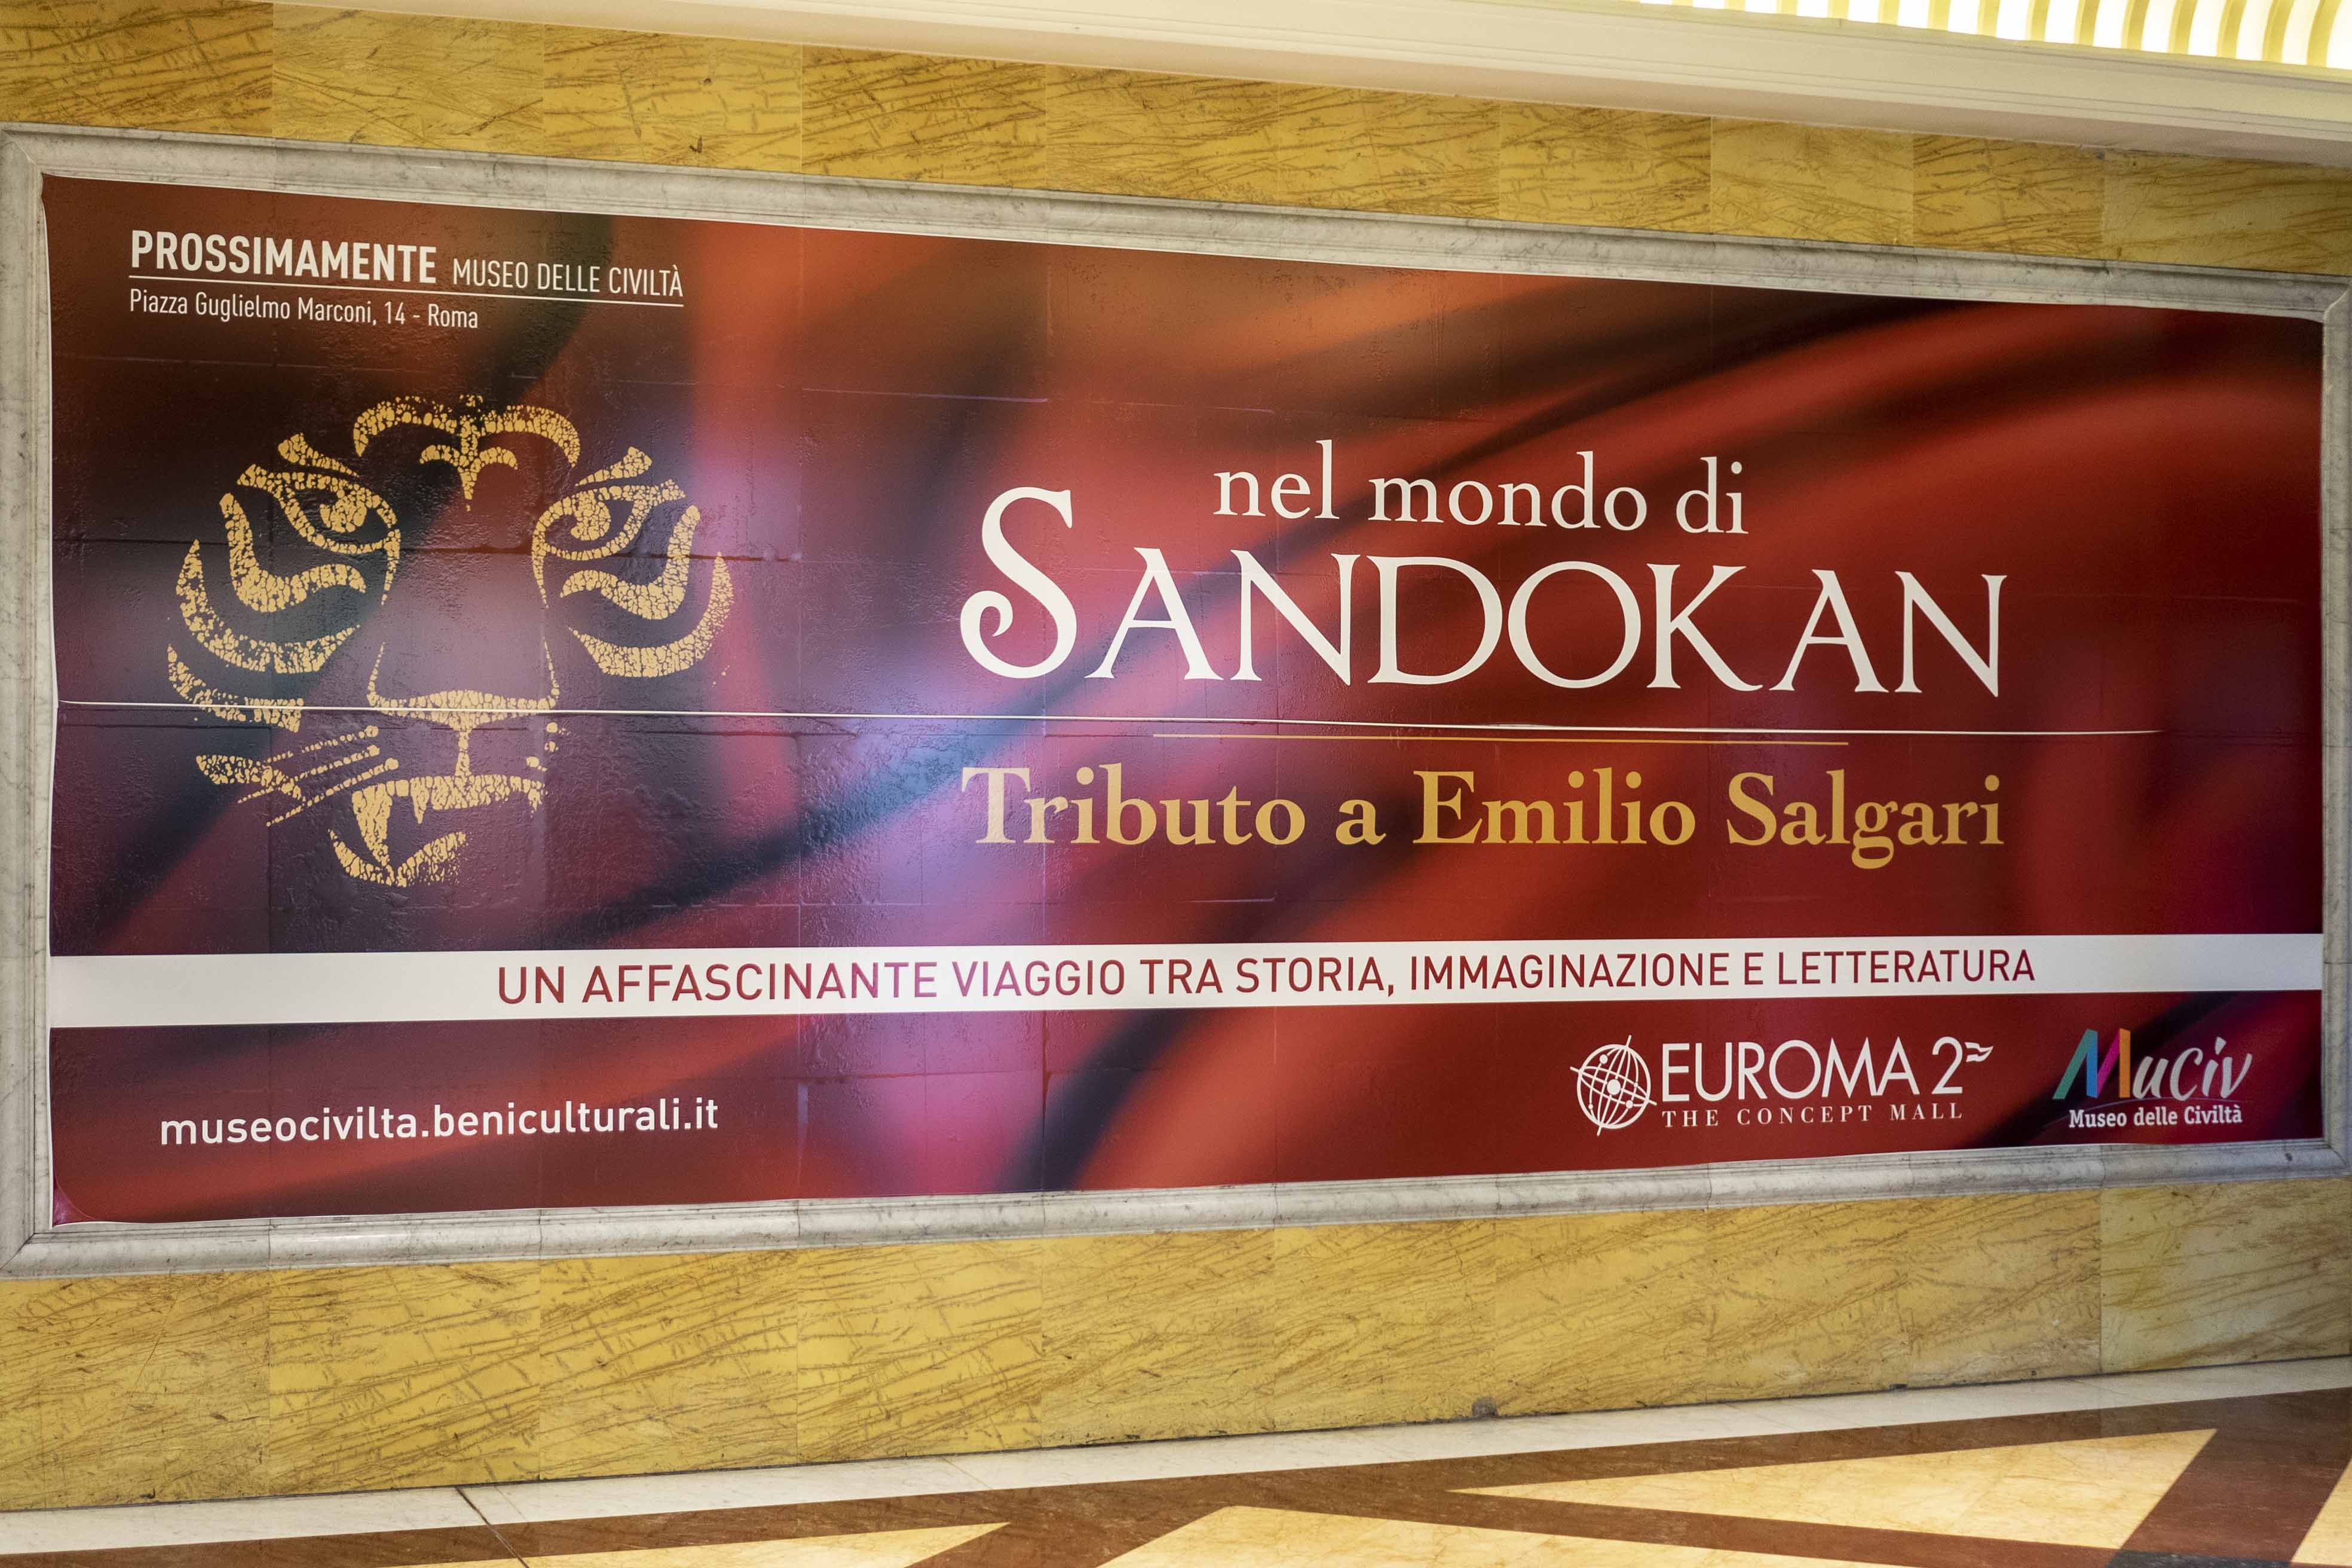 PROSSIMAMENTE MUSEO DELLE CIVILTÀ
Piazza Guglielmo Marconi, 14 - Roma
nel mondo di
SANDOKAN
Tributo a Emilio Salgari
UN AFFASCINANTE VIAGGIO TRA STORIA, IMMAGINAZIONE E LETTERATURA
museocivilta.beniculturali.it
EUROMA 2
THE CONCEPT MALL
MuCiv
Museo delle Civiltà